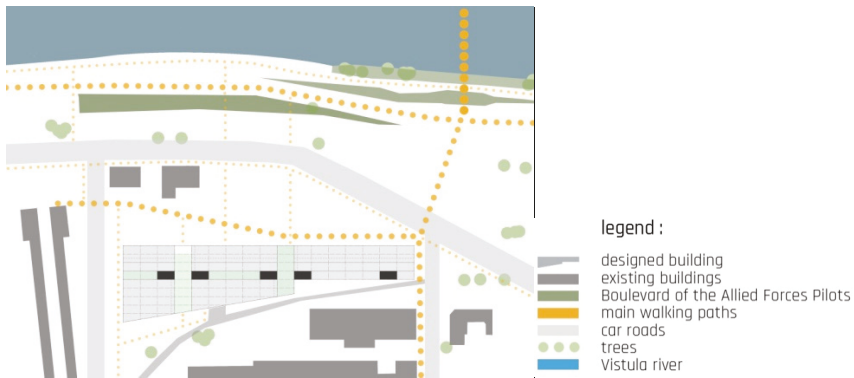 legend :
designed building
existing buildings
Boulevard of the Allied Forces Pilots
main walking paths
car roads
trees
Vistula river